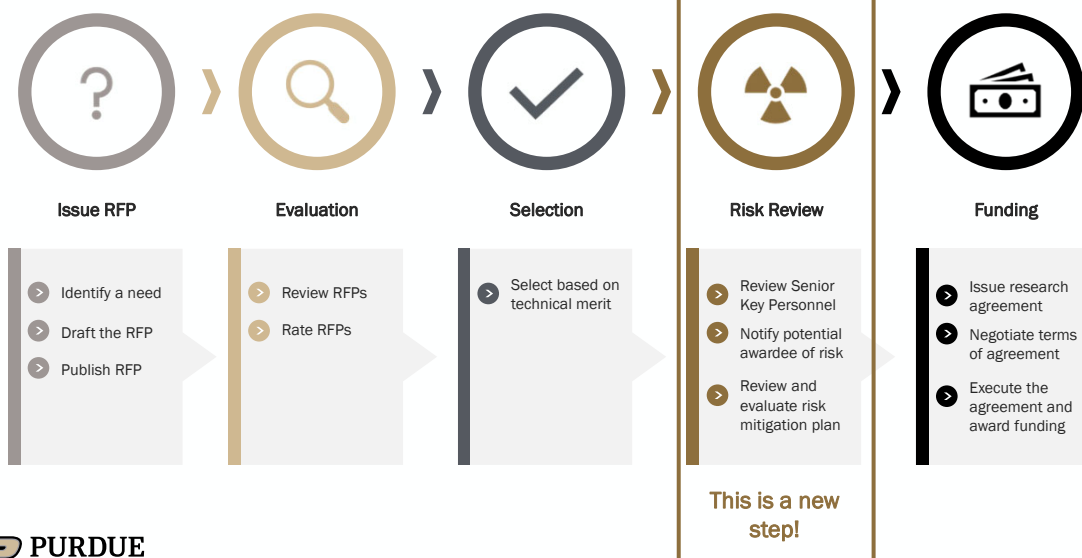 Issue RFP
Evaluation
Selection
Risk Review
Funding
Identify a need
Draft the RFP
Publish RFP
Review RFPs
Rate RFPs
Select based on
technical merit
Review Senior
Key Personnel
Notify potential
awardee of risk
Review and
evaluate risk
mitigation plan
Issue research
agreement
Negotiate terms
of agreement
Execute the
agreement and
award funding
This is a new
step!
PURDUE